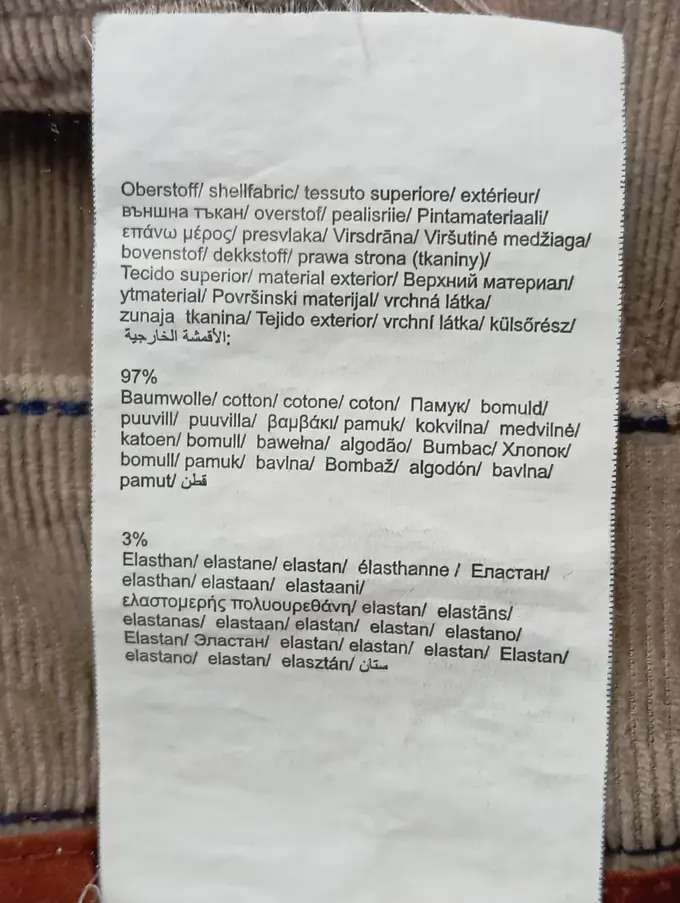 Oberstoff/ shellfabric/ tessuto superiore/ extérieur/
външна тъкан/ overstof/ pealisriie/ Pintamateriaali/
επάνω μέρος/ presvlaka/ Virsdrāna/ Viršutinė medžiaga/
bovenstof/ dekkstoff/ prawa strona (tkaniny)/
Tecido superior/ material exterior/ Верхний материал/
ytmaterial/ Površinski materijal/ vrchná látka/
zunaja tkanina/ Tejido exterior/ vrchní látka/ külsőrész/
الأقمشة الخارجية:
97%
Baumwolle/ cotton/ cotone/ coton/ Памук/ bomuld/
puuvill/ puuvilla/ βαμβάκι/ pamuk/ kokvilna/ medvilnė/
katoen/ bomull/ bawełna/ algodão/ Bumbac/ Хлопок/
bomull/ pamuk/ bavlna/ Bombaž/ algodón/ bavlna/
pamut/ قطن
3%
Elasthan/ elastane/ elastan/ élasthanne / Еластан/
elasthan/ elastaan/ elastaani/
ελαστομερής πολυουρεθάνη/ elastan/ elastāns/
elastanas/ elastaan/ elastan/ elastan/ elastano/
Elastan/ Эластан/ elastan/ elastan/ elastan/ Elastan/
elastano/ elastan/ elasztán/ ستان